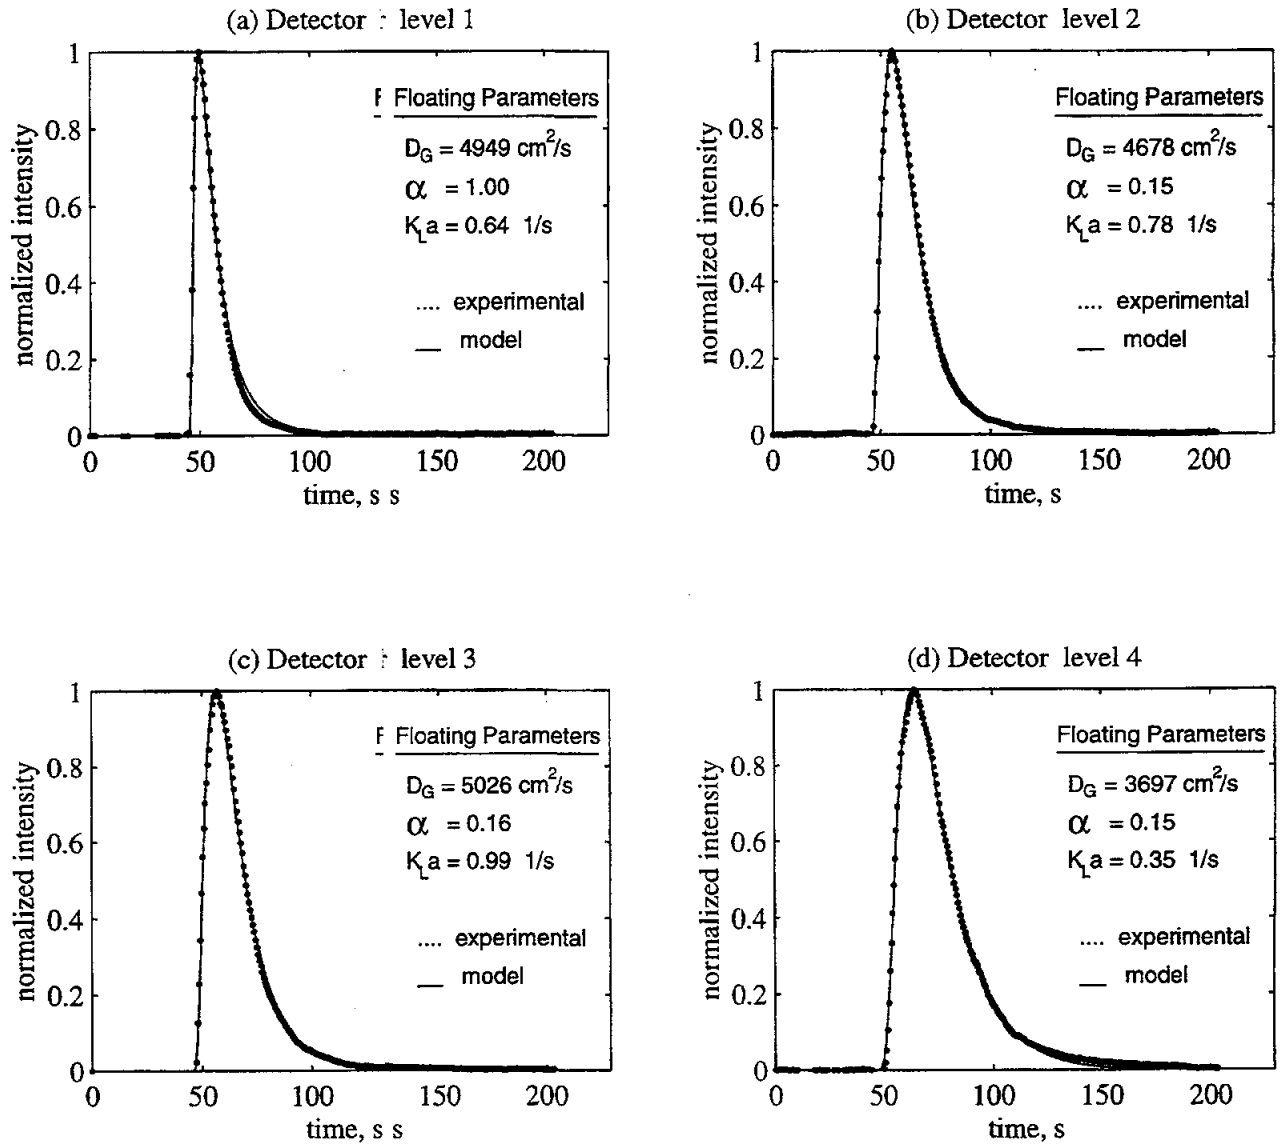 (a) Detector : level 1
1
0.8
0.6
0.4
0.2
0
0 50 100 150 200
normalized intensity
time, s s
F Floating Parameters
D_G = 4949 cm²/s
α = 1.00
K_L a = 0.64 1/s
.... experimental
__ model
(b) Detector level 2
1
0.8
0.6
0.4
0.2
0
0 50 100 150 200
normalized intensity
time, s
Floating Parameters
D_G = 4678 cm²/s
α = 0.15
K_L a = 0.78 1/s
.... experimental
__ model
(c) Detector : level 3
1
0.8
0.6
0.4
0.2
0
0 50 100 150 200
normalized intensity
time, s s
F Floating Parameters
D_G = 5026 cm²/s
α = 0.16
K_L a = 0.99 1/s
.... experimental
__ model
(d) Detector level 4
1
0.8
0.6
0.4
0.2
0
0 50 100 150 200
normalized intensity
time, s
Floating Parameters
D_G = 3697 cm²/s
α = 0.15
K_L a = 0.35 1/s
.... experimental
__ model